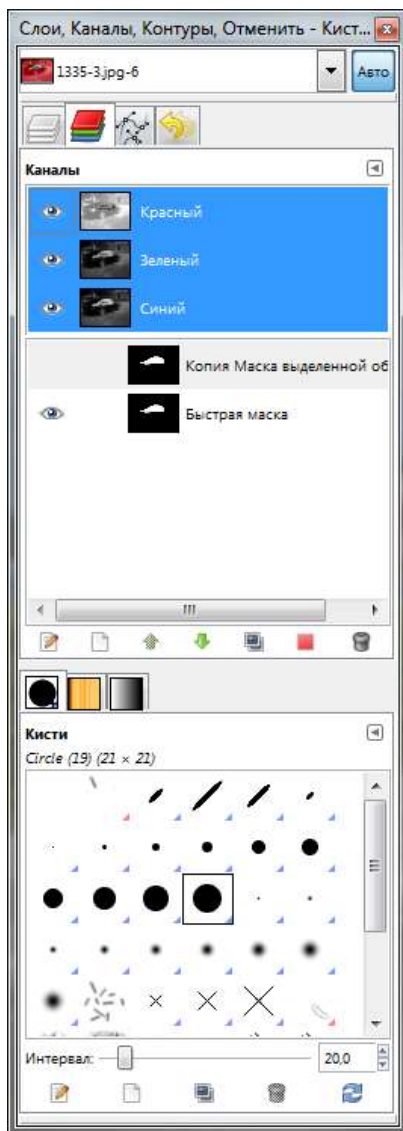 Слои, Каналы, Контуры, Отменить - Кист...
1335-3.jpg-6
Авто
Каналы
Красный
Зеленый
Синий
Копия Маска выделенной об
Быстрая маска
Кисти
Circle (19) (21 × 21)
Интервал:
20,0